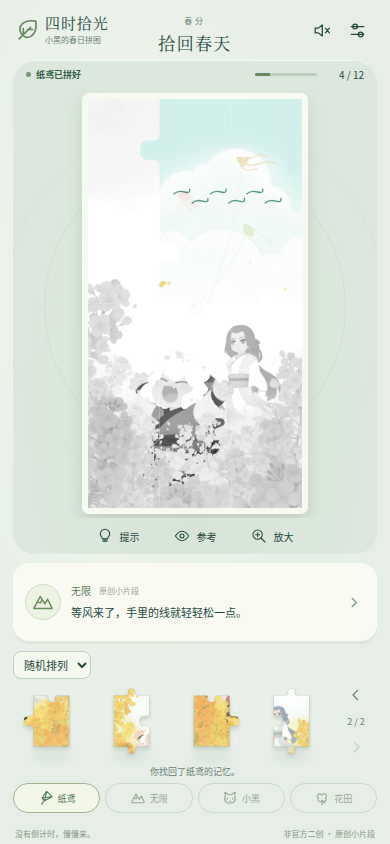 四时拾光
小黑的春日拼图
春分
拾回春天
纸鸢已拼好
4 / 12
提示
参考
放大
无限 原创小片段
等风来了，手里的线就轻轻松一点。
随机排列
2 / 2
你找回了纸鸢的记忆。
纸鸢
无限
小黑
花田
没有倒计时，慢慢来。
非官方二创 · 原创小片段